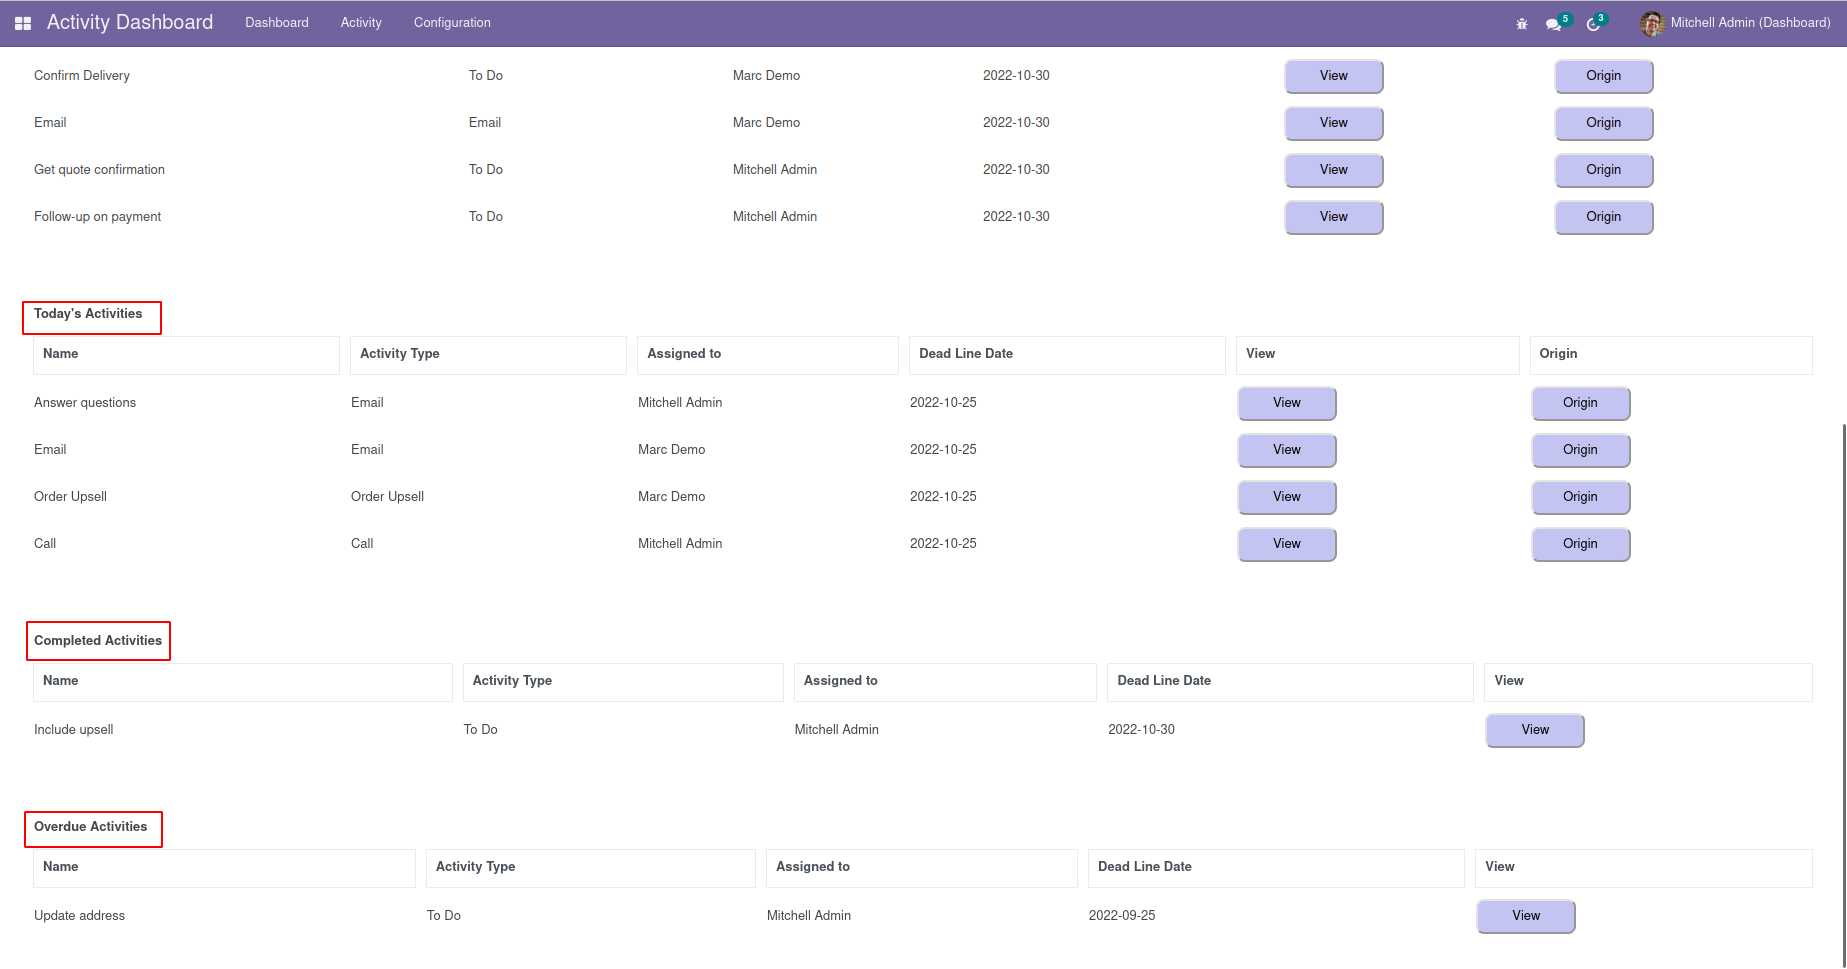 Activity Dashboard Dashboard Activity Configuration 5 3 Mitchell Admin (Dashboard)
Confirm Delivery To Do Marc Demo 2022-10-30 View Origin
Email Email Marc Demo 2022-10-30 View Origin
Get quote confirmation To Do Mitchell Admin 2022-10-30 View Origin
Follow-up on payment To Do Mitchell Admin 2022-10-30 View Origin
Today's Activities
Name Activity Type Assigned to Dead Line Date View Origin
Answer questions Email Mitchell Admin 2022-10-25 View Origin
Email Email Marc Demo 2022-10-25 View Origin
Order Upsell Order Upsell Marc Demo 2022-10-25 View Origin
Call Call Mitchell Admin 2022-10-25 View Origin
Completed Activities
Name Activity Type Assigned to Dead Line Date View
Include upsell To Do Mitchell Admin 2022-10-30 View
Overdue Activities
Name Activity Type Assigned to Dead Line Date View
Update address To Do Mitchell Admin 2022-09-25 View